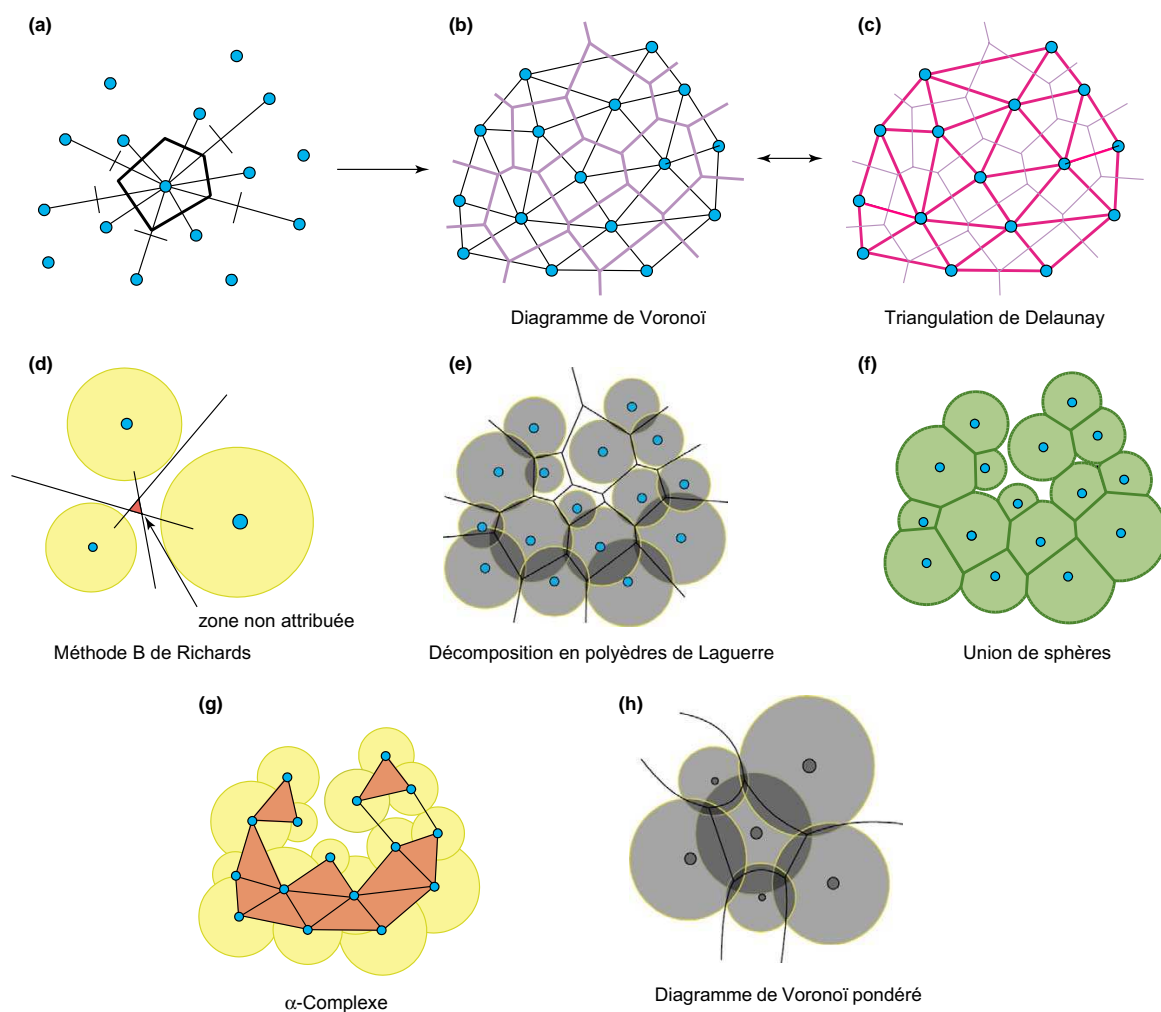 (a)
(b)
(c)
Diagramme de Voronoï
Triangulation de Delaunay
(d)
(e)
(f)
zone non attribuée
Méthode B de Richards
Décomposition en polyèdres de Laguerre
Union de sphères
(g)
(h)
α-Complexe
Diagramme de Voronoï pondéré